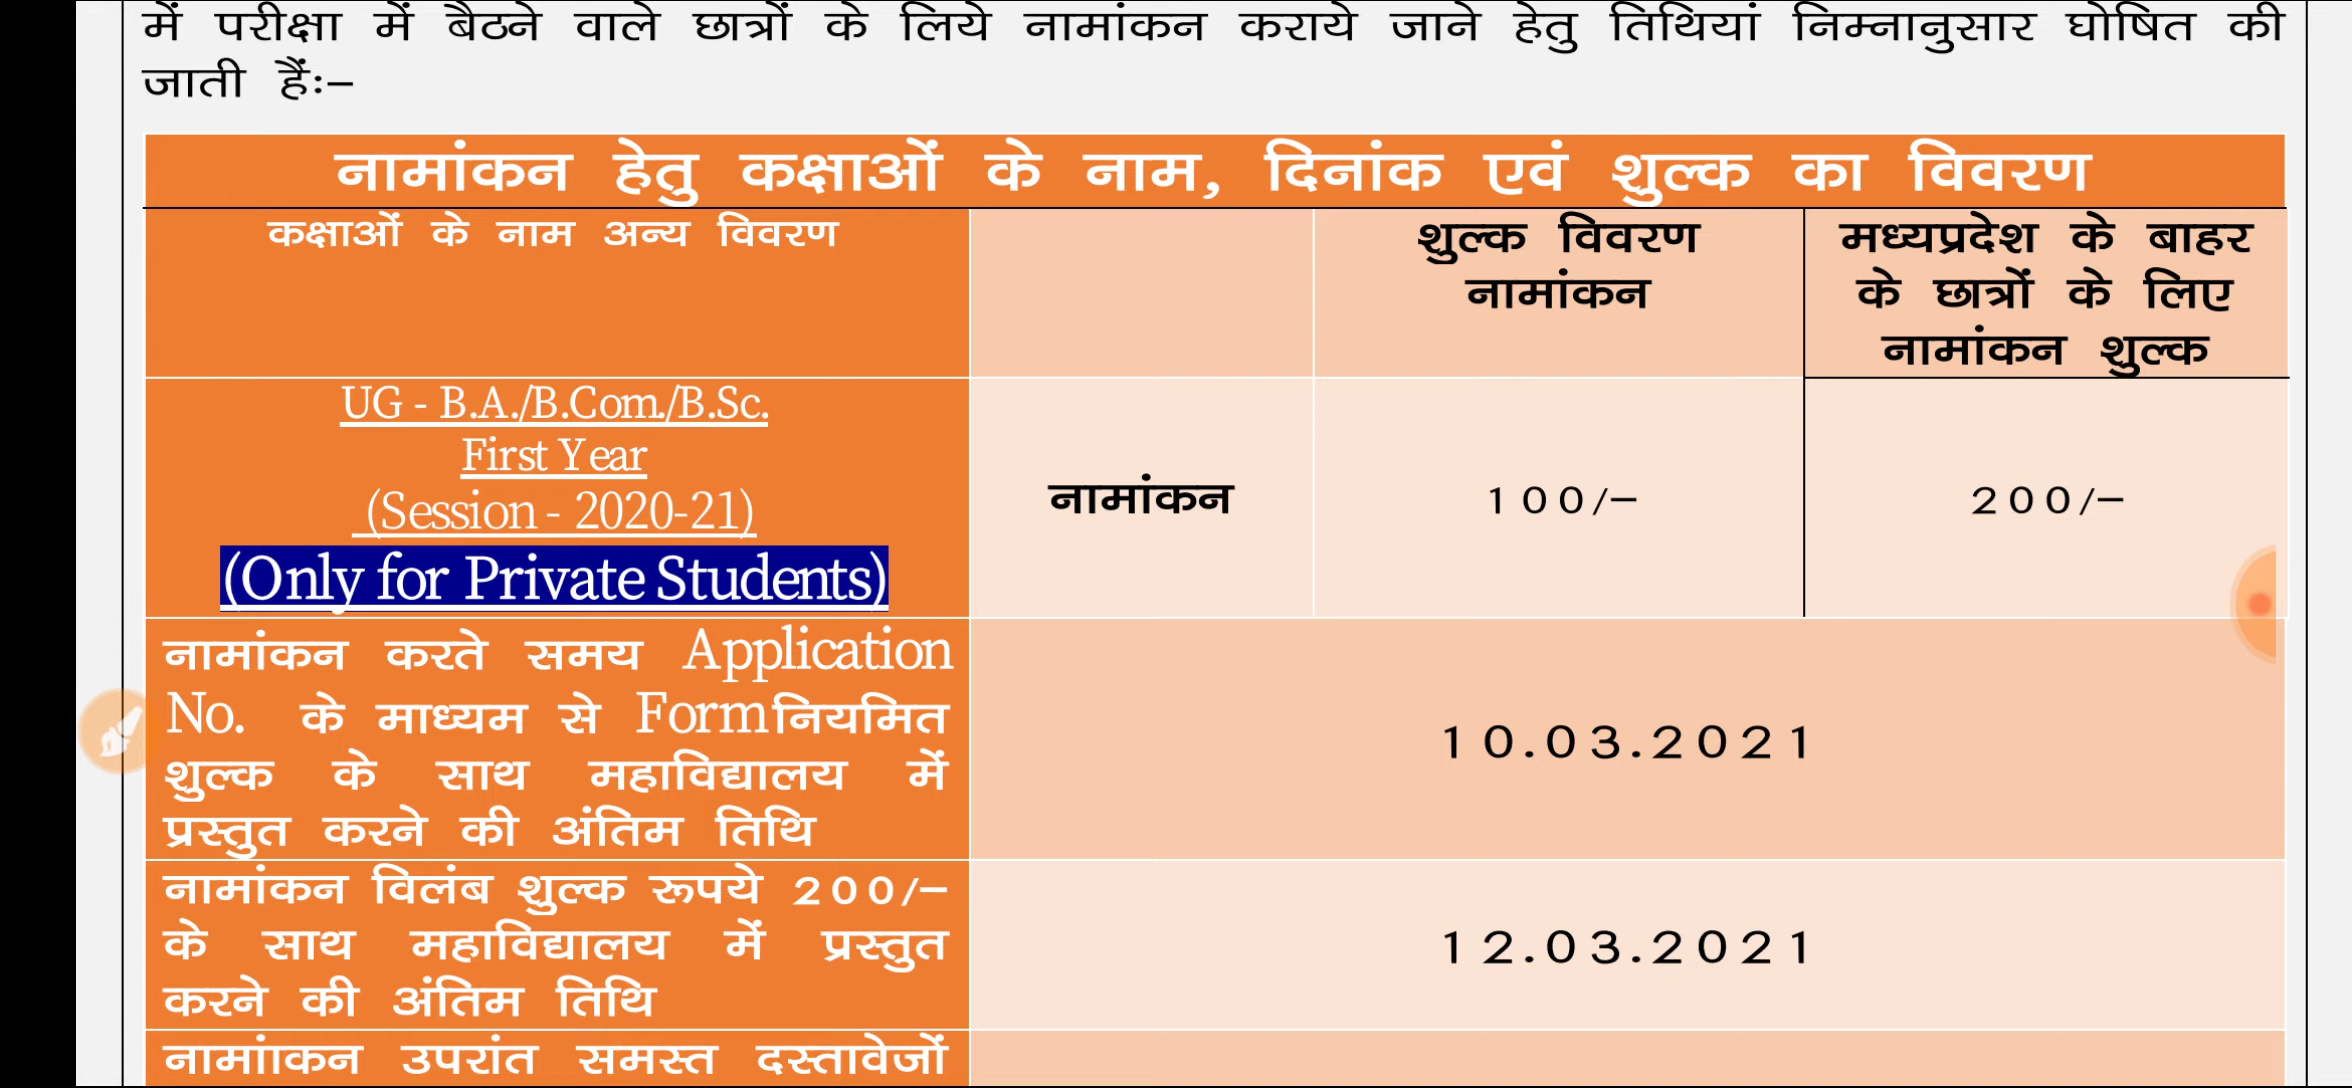 में परीक्षा में बैठने वाले छात्रों के लिये नामांकन कराये जाने हेतु तिथियां निम्नानुसार घोषित की
जाती हैंः–
नामांकन हेतु कक्षाओं के नाम, दिनांक एवं शुल्क का विवरण
कक्षाओं के नाम अन्य विवरण
शुल्क विवरण
नामांकन
मध्यप्रदेश के बाहर
के छात्रों के लिए
नामांकन शुल्क
UG - B.A./B.Com./B.Sc.
First Year
(Session - 2020-21)
(Only for Private Students)
नामांकन
100/–
200/–
नामांकन करते समय Application
No. के माध्यम से Formनियमित
शुल्क के साथ महाविद्यालय में
प्रस्तुत करने की अंतिम तिथि
10.03.2021
नामांकन विलंब शुल्क रूपये 200/–
के साथ महाविद्यालय में प्रस्तुत
करने की अंतिम तिथि
12.03.2021
नामांाकन उपरांत समस्त दस्तावेजों